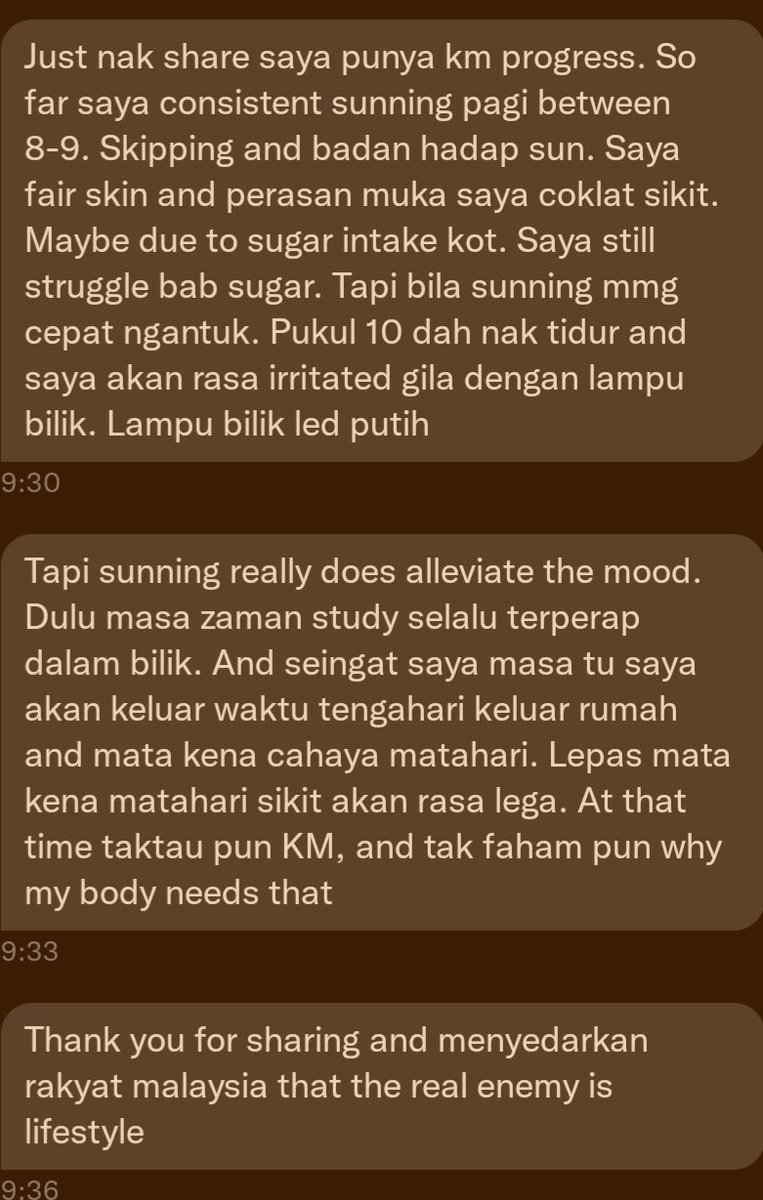 Just nak share saya punya km progress. So
far saya consistent sunning pagi between
8-9. Skipping and badan hadap sun. Saya
fair skin and perasan muka saya coklat sikit.
Maybe due to sugar intake kot. Saya still
struggle bab sugar. Tapi bila sunning mmg
cepat ngantuk. Pukul 10 dah nak tidur and
saya akan rasa irritated gila dengan lampu
bilik. Lampu bilik led putih
9:30
Tapi sunning really does alleviate the mood.
Dulu masa zaman study selalu terperap
dalam bilik. And seingat saya masa tu saya
akan keluar waktu tengahari keluar rumah
and mata kena cahaya matahari. Lepas mata
kena matahari sikit akan rasa lega. At that
time taktau pun KM, and tak faham pun why
my body needs that
9:33
Thank you for sharing and menyedarkan
rakyat malaysia that the real enemy is
lifestyle
9:36